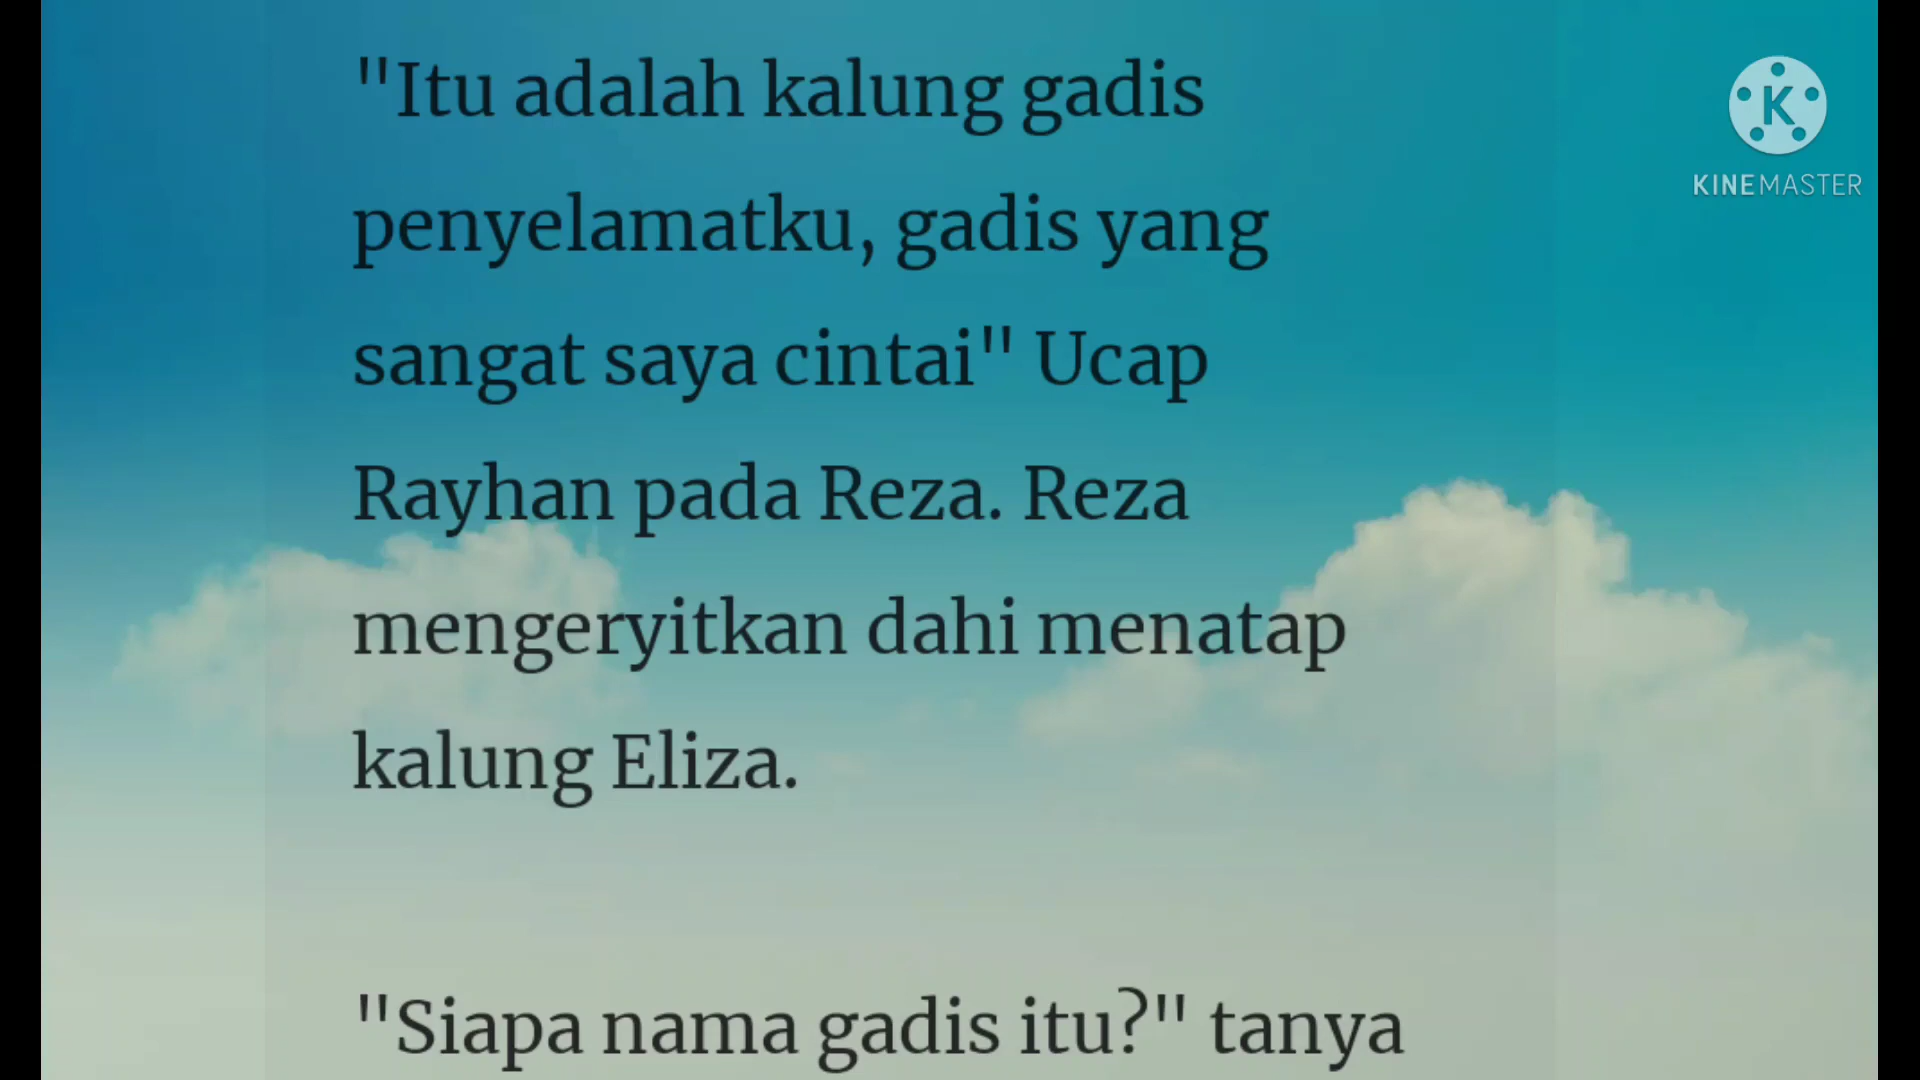 "Itu adalah kalung gadis
penyelamatku, gadis yang
sangat saya cintai" Ucap
Rayhan pada Reza. Reza
mengeryitkan dahi menatap
kalung Eliza.
"Siapa nama gadis itu?" tanya
K
KINEMASTER